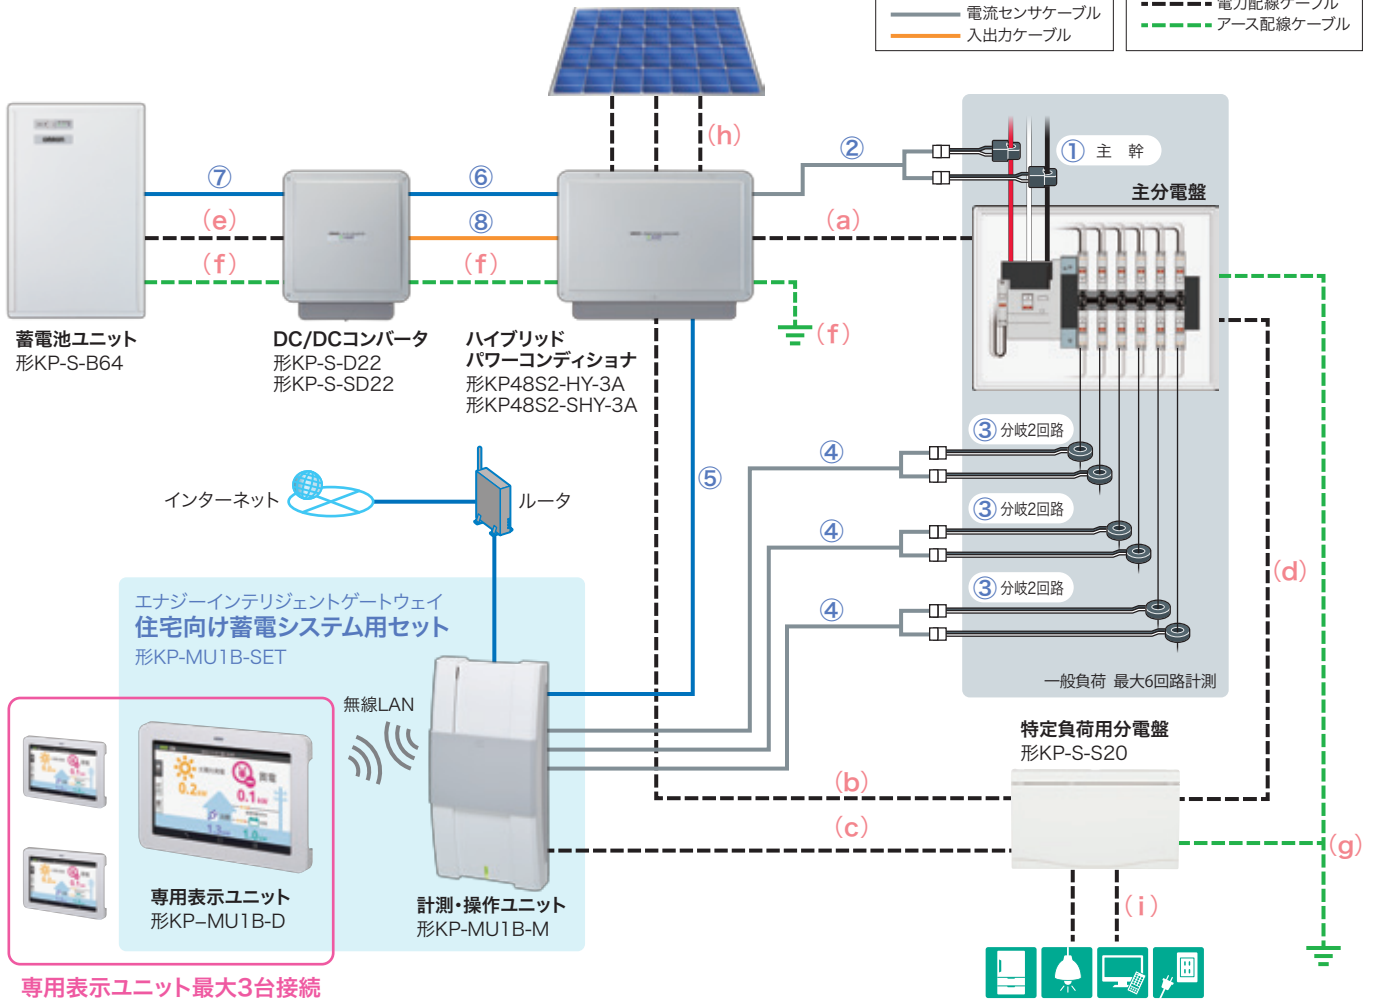 電流センサケーブル
入出力ケーブル
電力配線ケーブル
アース配線ケーブル
(h)
②
① 主 幹
主分電盤
⑦
⑥
(e)
⑧
(a)
(f)
(f)
(f)
蓄電池ユニット
形KP-S-B64
DC/DCコンバータ
形KP-S-D22
形KP-S-SD22
ハイブリッド
パワーコンディショナ
形KP48S2-HY-3A
形KP48S2-SHY-3A
③ 分岐2回路
④
⑤
インターネット
ルータ
③ 分岐2回路
④
(d)
③ 分岐2回路
④
エナジーインテリジェントゲートウェイ
住宅向け蓄電システム用セット
形KP-MU1B-SET
一般負荷 最大6回路計測
無線LAN
特定負荷用分電盤
形KP-S-S20
0.2kW
0.1kW
(b)
(c)
(g)
専用表示ユニット
形KP-MU1B-D
計測・操作ユニット
形KP-MU1B-M
(i)
専用表示ユニット最大3台接続